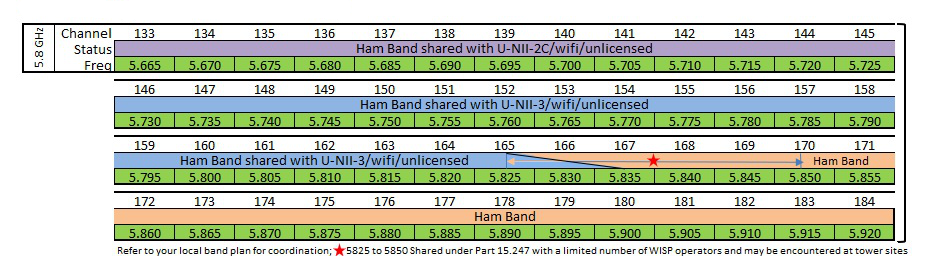 5.8 GHz
Channel 133 134 135 136 137 138 139 140 141 142 143 144 145
Status Ham Band shared with U-NII-2C/wifi/unlicensed
Freq 5.665 5.670 5.675 5.680 5.685 5.690 5.695 5.700 5.705 5.710 5.715 5.720 5.725
146 147 148 149 150 151 152 153 154 155 156 157 158
Ham Band shared with U-NII-3/wifi/unlicensed
5.730 5.735 5.740 5.745 5.750 5.755 5.760 5.765 5.770 5.775 5.780 5.785 5.790
159 160 161 162 163 164 165 166 167 168 169 170 171
Ham Band shared with U-NII-3/wifi/unlicensed Ham Band
5.795 5.800 5.805 5.810 5.815 5.820 5.825 5.830 5.835 5.840 5.845 5.850 5.855
172 173 174 175 176 177 178 179 180 181 182 183 184
Ham Band
5.860 5.865 5.870 5.875 5.880 5.885 5.890 5.895 5.900 5.905 5.910 5.915 5.920
Refer to your local band plan for coordination; ★5825 to 5850 Shared under Part 15.247 with a limited number of WISP operators and may be encountered at tower sites